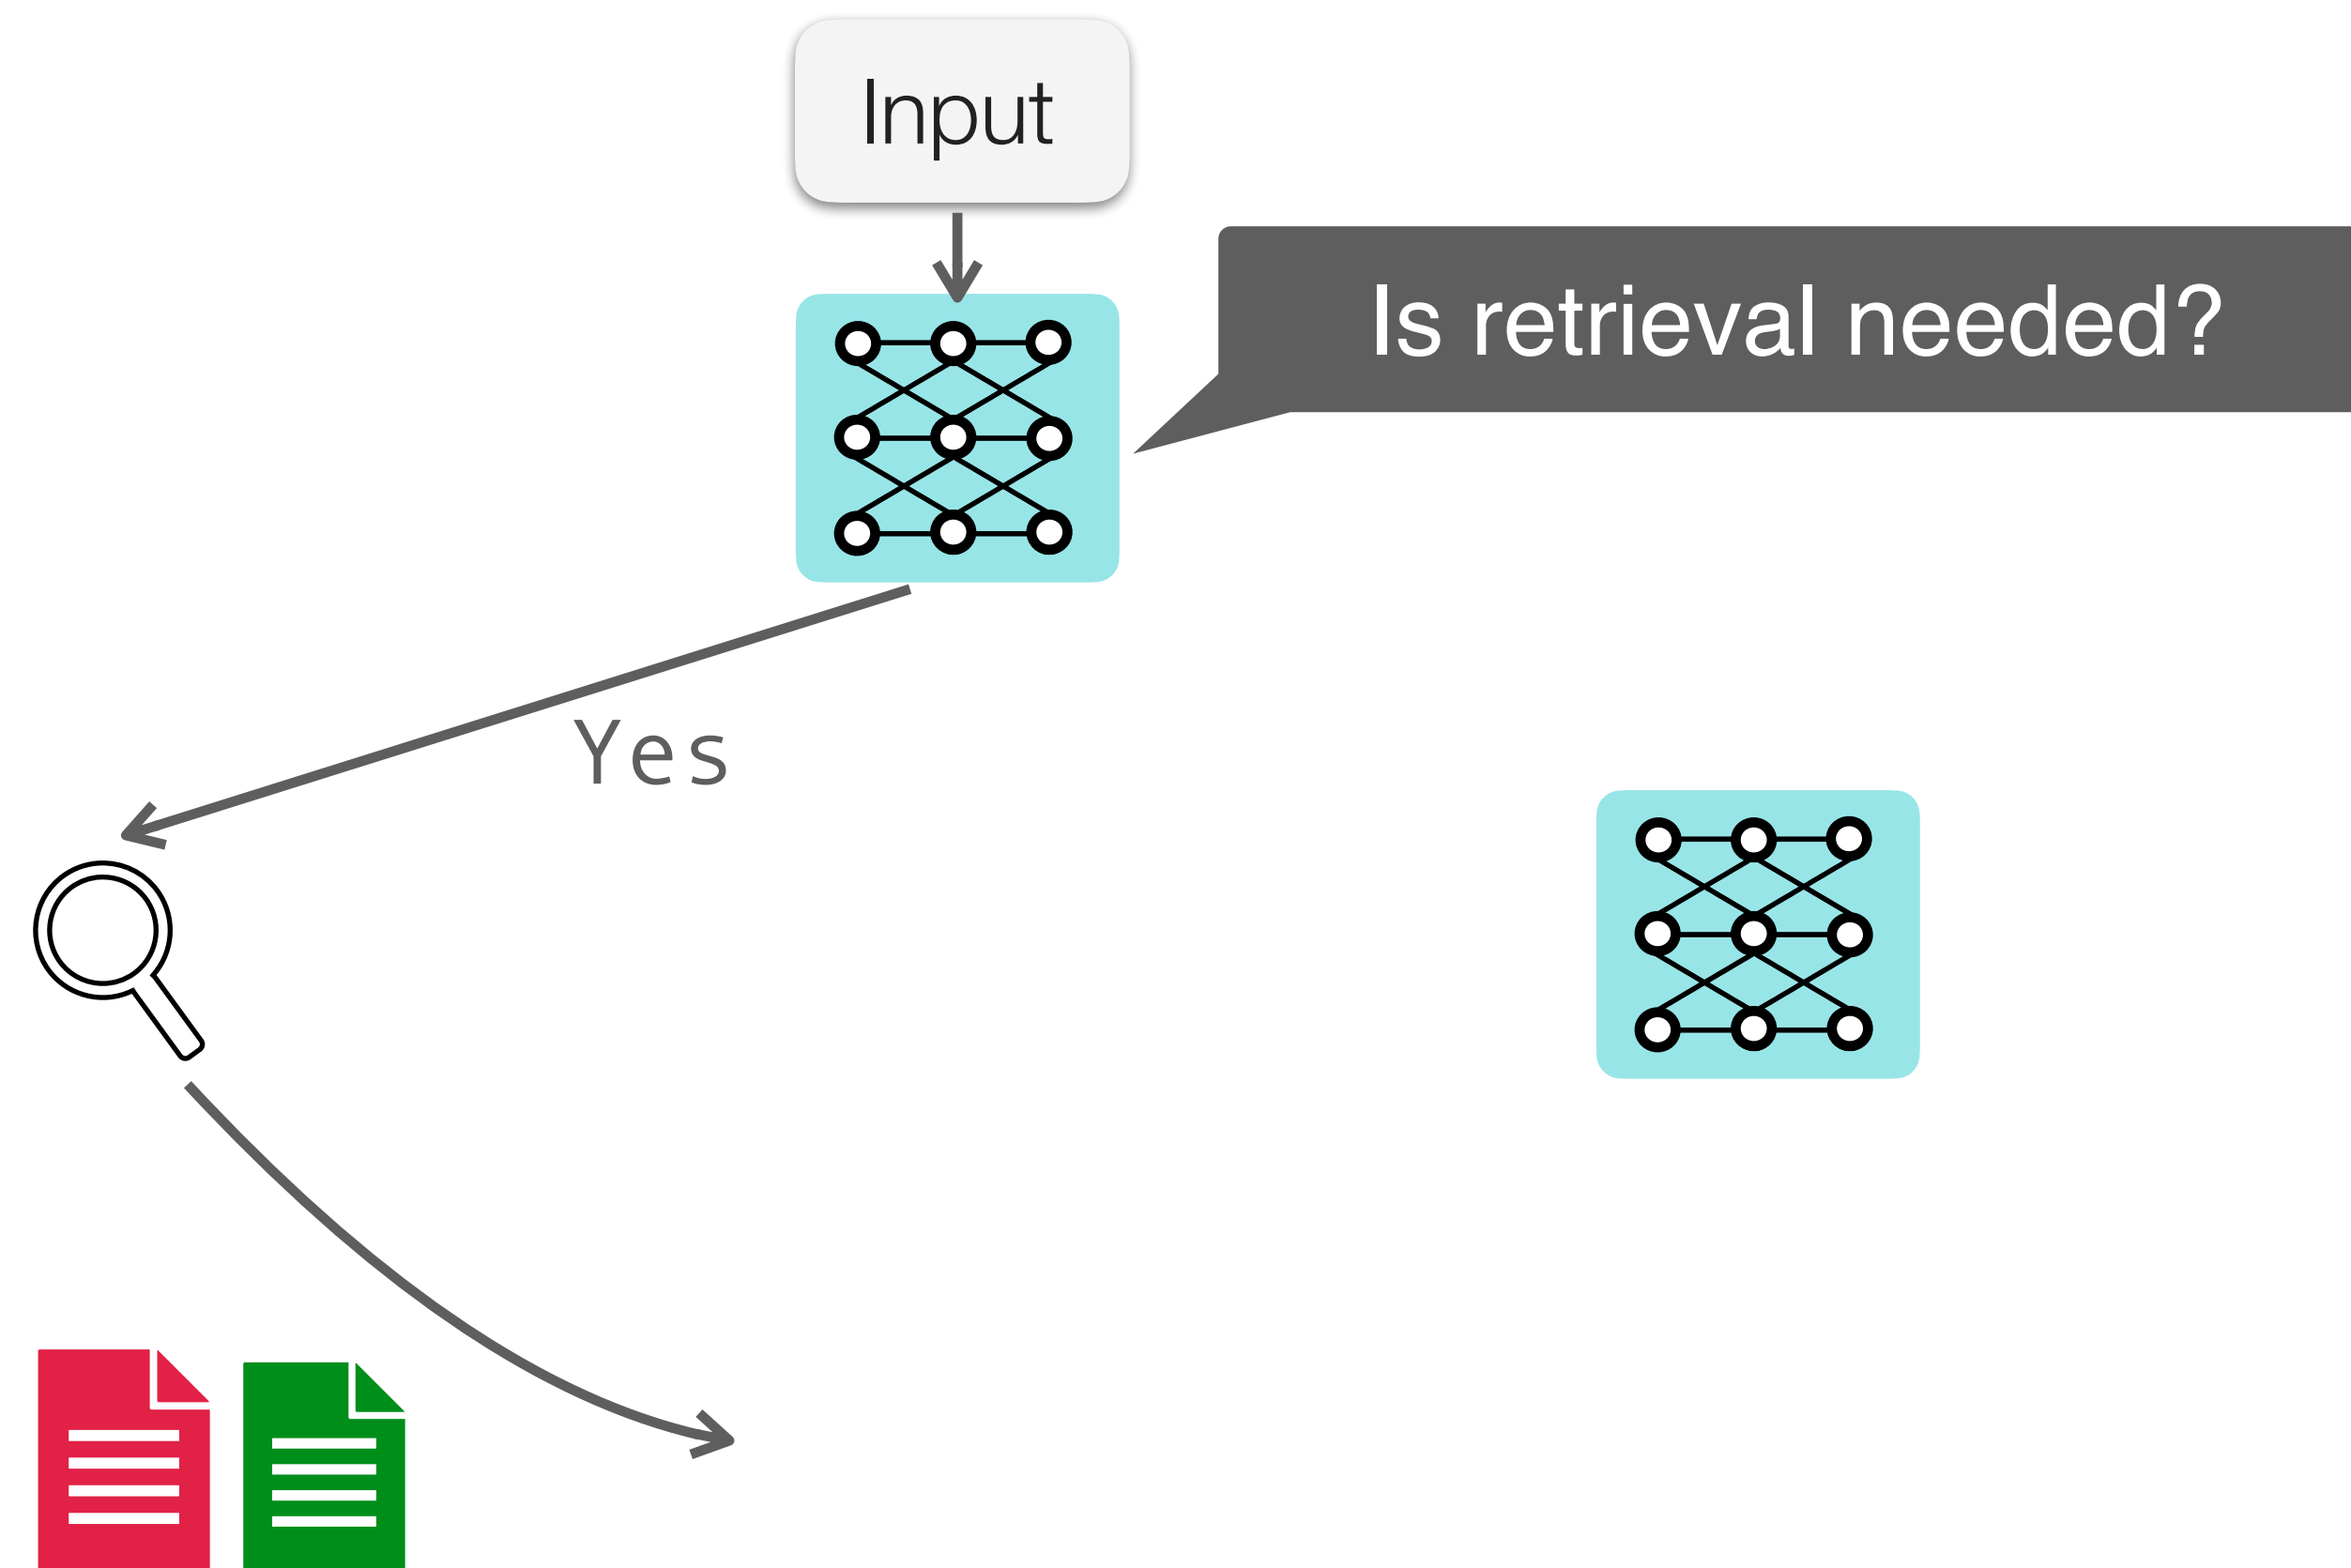 Input
Is retrieval needed?
Yes